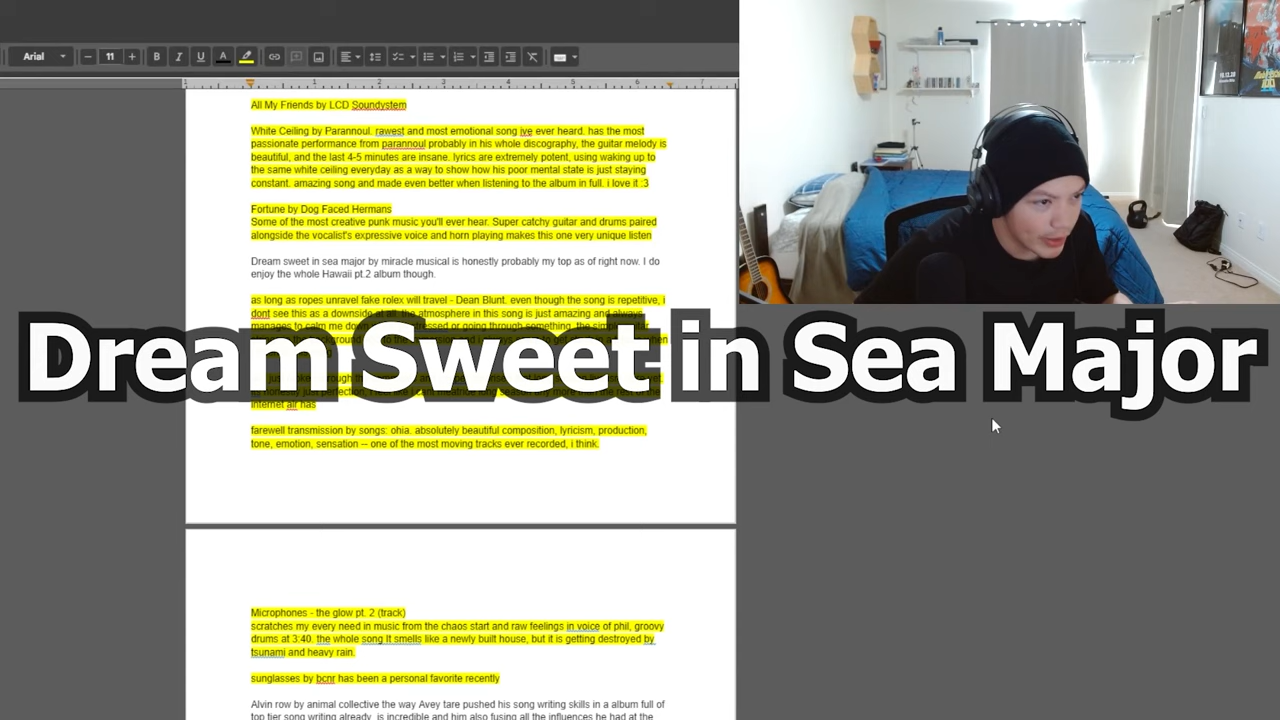 Arial
11
B I U A
1 1 2 3 4 5 6 7
All My Friends by LCD Soundystem
White Ceiling by Parannoul. rawest and most emotional song ive ever heard. has the most
passionate performance from parannoul probably in his whole discography, the guitar melody is
beautiful, and the last 4-5 minutes are insane. lyrics are extremely potent, using waking up to
the same white ceiling everyday as a way to show how his poor mental state is just staying
constant. amazing song and made even better when listening to the album in full. i love it :3
Fortune by Dog Faced Hermans
Some of the most creative punk music you'll ever hear. Super catchy guitar and drums paired
alongside the vocalist's expressive voice and horn playing makes this one very unique listen
Dream sweet in sea major by miracle musical is honestly probably my top as of right now. I do
enjoy the whole Hawaii pt.2 album though.
as long as ropes unravel fake rolex will travel - Dean Blunt. even though the song is repetitive, i
dont see this as a downside at all. the atmosphere in this song is just amazing and always
Dream Sweet in Sea Major
internet air has
farewell transmission by songs: ohia. absolutely beautiful composition, lyricism, production,
tone, emotion, sensation -- one of the most moving tracks ever recorded, i think.
Microphones - the glow pt. 2 (track)
scratches my every need in music from the chaos start and raw feelings in voice of phil, groovy
drums at 3:40. the whole song It smells like a newly built house, but it is getting destroyed by
tsunami and heavy rain.
sunglasses by bcnr has been a personal favorite recently
Alvin row by animal collective the way Avey tare pushed his song writing skills in a album full of
top tier song writing already, is incredible and him also fusing all the influences he had at the